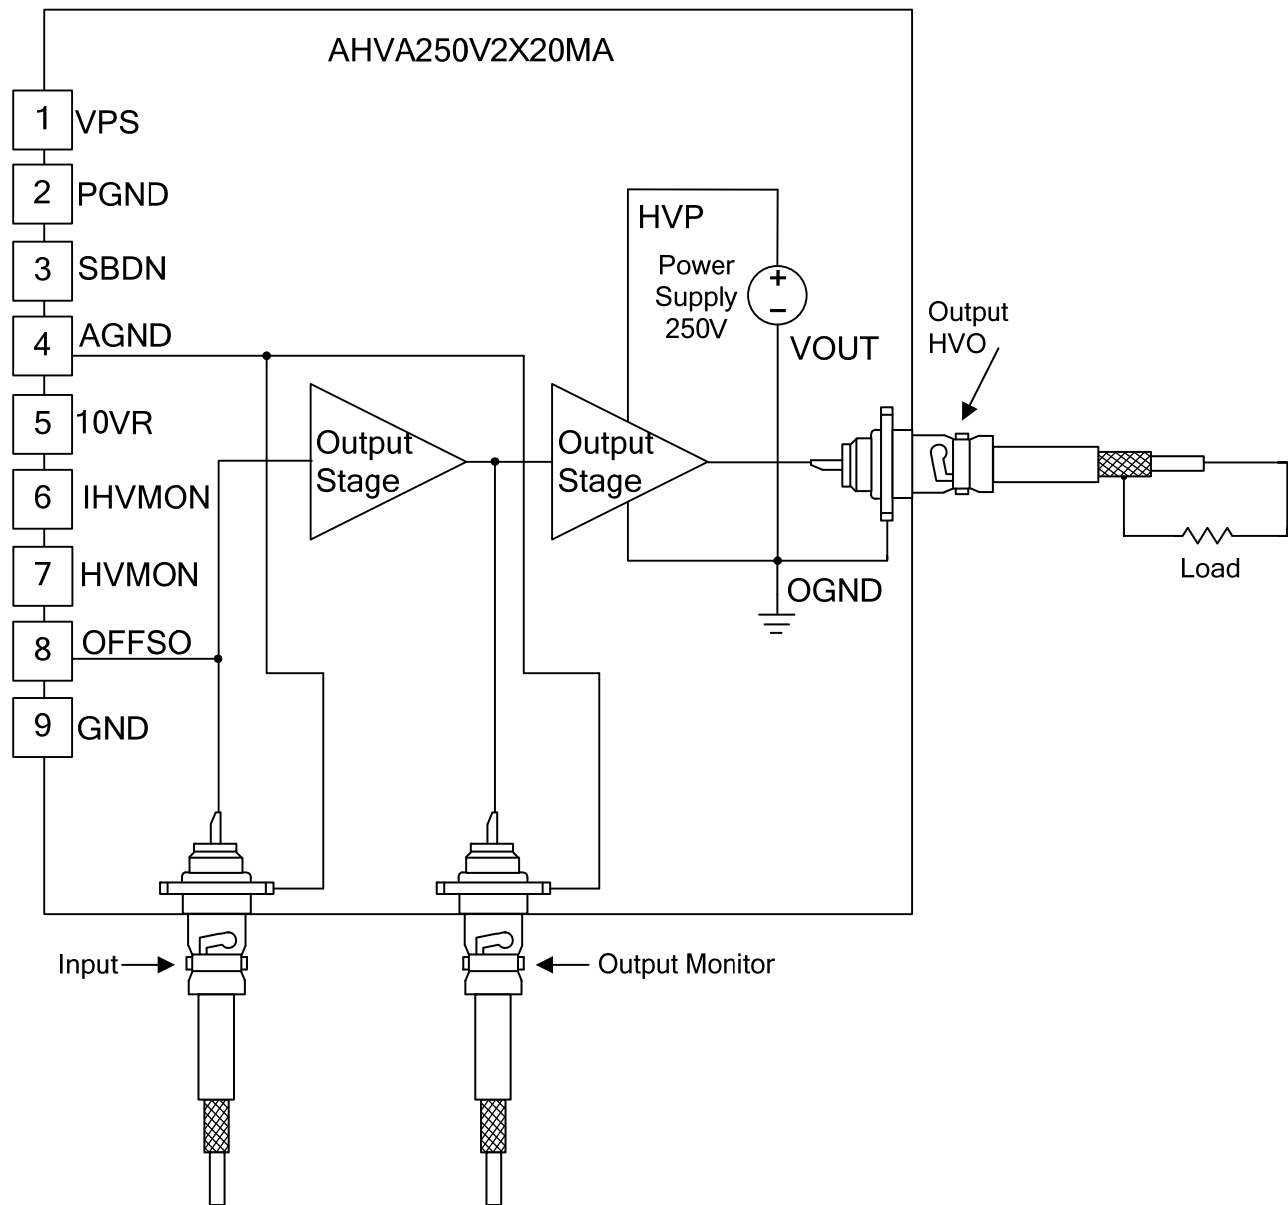 AHVA250V2X20MA
1 VPS
2 PGND
3 SBDN
4 AGND
5 10VR
6 IHVMON
7 HVMON
8 OFFSO
9 GND
HVP
Power
Supply
250V
+
−
VOUT
Output
HVO
Output
Stage
Output
Stage
OGND
Load
Input
Output Monitor